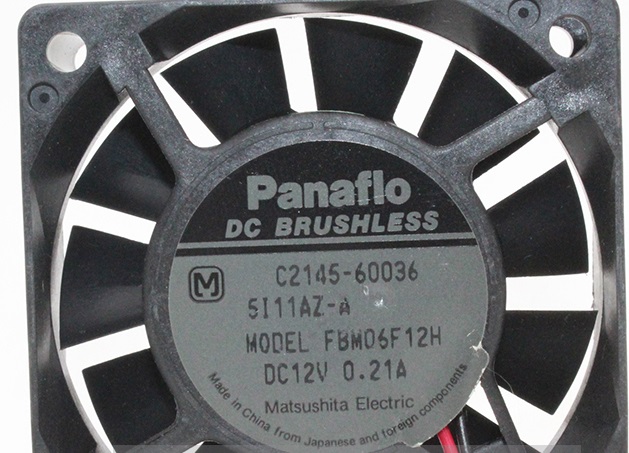 Panaflo
DC BRUSHLESS
M
C2145-60036
5I11AZ-A
MODEL FBM06F12H
DC12V 0.21A
Matsushita Electric
Made in China from Japanese and foreign components